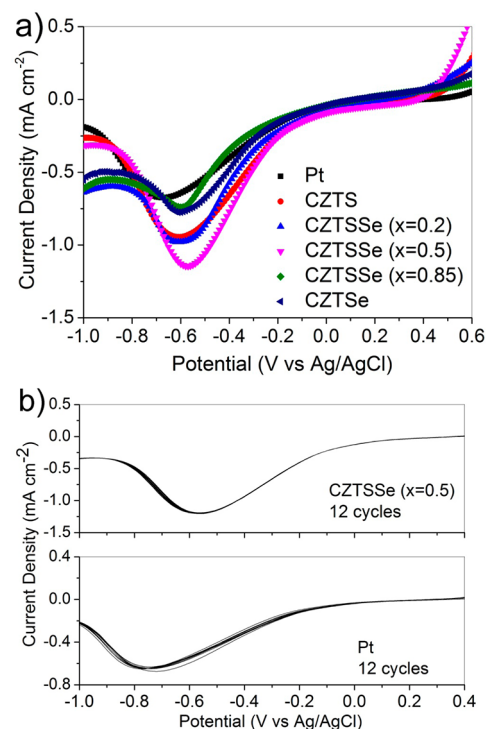 a)
0.5
0.0
-0.5
-1.0
-1.5
Current Density (mA cm-2)
Pt
CZTS
CZTSSe (x=0.2)
CZTSSe (x=0.5)
CZTSSe (x=0.85)
CZTSe
-1.0 -0.8 -0.6 -0.4 -0.2 0.0 0.2 0.4 0.6
Potential (V vs Ag/AgCl)
b)
0.5
0.0
-0.5
-1.0
-1.5
CZTSSe (x=0.5)
12 cycles
Current Density (mA cm-2)
0.4
0.0
-0.4
-0.8
Pt
12 cycles
-1.0 -0.8 -0.6 -0.4 -0.2 0.0 0.2 0.4
Potential (V vs Ag/AgCl)